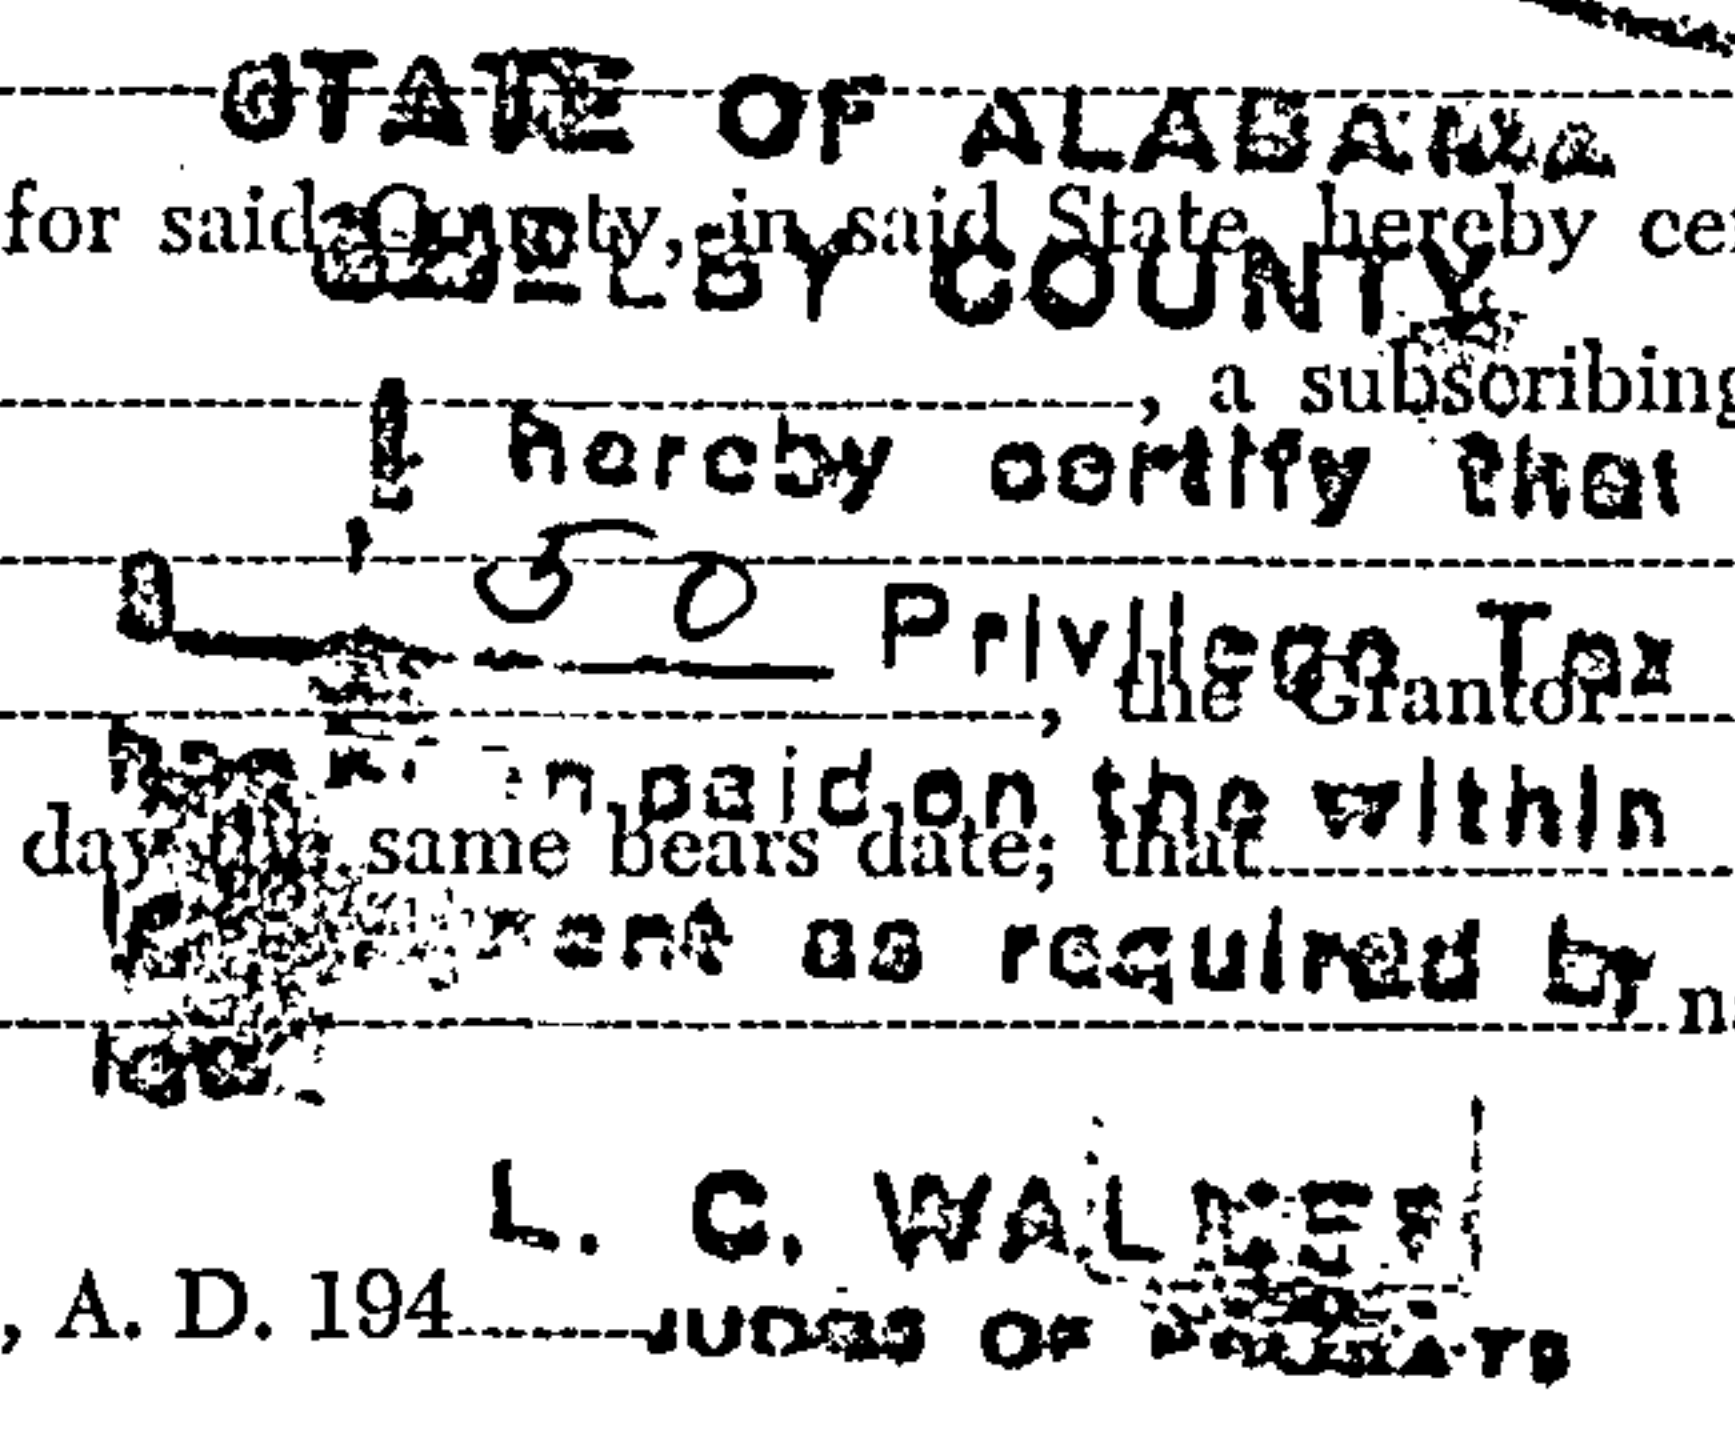 STATE OF ALABAMA
for said County, in said State, hereby
SHELBY COUNTY
, a subscribing
I hereby certify that
$ 50 Privilege Tax
, the Grantor
has been paid on the within
day the same bears date; that
as required by
law.
L. C. WALKER
, A. D. 194
JUDGE OF PROBATE